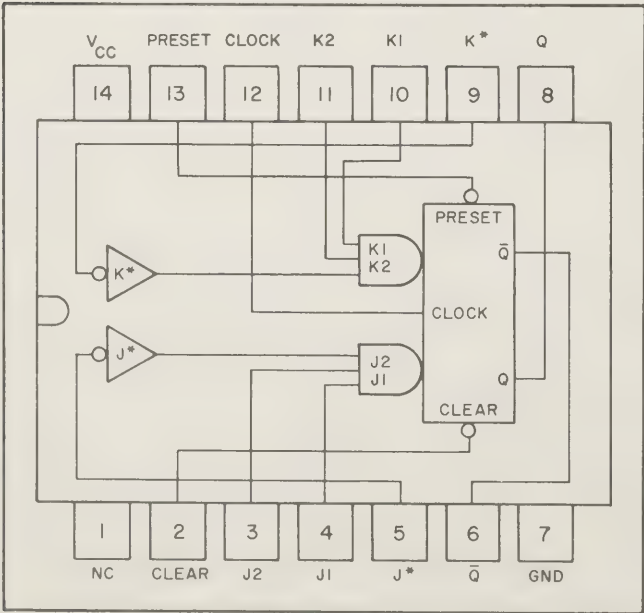 V_CC PRESET CLOCK K2 K1 K* Q
14 13 12 11 10 9 8
PRESET
K1
K2
Q̄
K*
CLOCK
J*
J2
J1
Q
CLEAR
1 2 3 4 5 6 7
NC CLEAR J2 J1 J* Q̄ GND